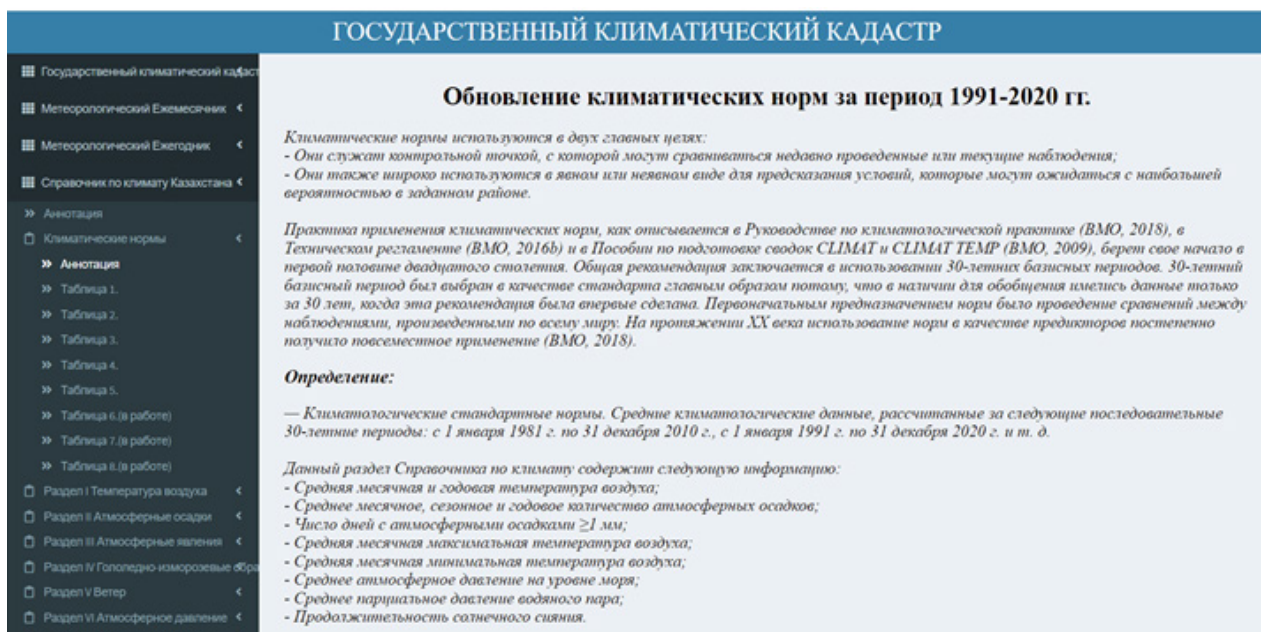 ГОСУДАРСТВЕННЫЙ КЛИМАТИЧЕСКИЙ КАДАСТР
Государственный климатический кадаст
Метеорологический Ежемесячник
Метеорологический Ежегодник
Справочник по климату Казахстана
Аннотация
Климатические нормы
Аннотация
Таблица 1.
Таблица 2.
Таблица 3.
Таблица 4.
Таблица 5.
Таблица 6.(в работе)
Таблица 7.(в работе)
Таблица 8.(в работе)
Раздел I Температура воздуха
Раздел II Атмосферные осадки
Раздел III Атмосферные явления
Раздел IV Гололедно-изморозевые обра
Раздел V Ветер
Раздел VI Атмосферное давление
Обновление климатических норм за период 1991-2020 гг.
Климатические нормы используются в двух главных целях:
- Они служат контрольной точкой, с которой могут сравниваться недавно проведенные или текущие наблюдения;
- Они также широко используются в явном или неявном виде для предсказания условий, которые могут ожидаться с наибольшей
вероятностью в заданном районе.
Практика применения климатических норм, как описывается в Руководстве по климатологической практике (ВМО, 2018), в
Техническом регламенте (ВМО, 2016b) и в Пособии по подготовке сводок CLIMAT и CLIMAT TEMP (ВМО, 2009), берет свое начало в
первой половине двадцатого столетия. Общая рекомендация заключается в использовании 30-летних базисных периодов. 30-летний
базисный период был выбран в качестве стандарта главным образом потому, что в наличии для обобщения имелись данные только
за 30 лет, когда эта рекомендация была впервые сделана. Первоначальным предназначением норм было проведение сравнений между
наблюдениями, произведенными по всему миру. На протяжении XX века использование норм в качестве предикторов постепенно
получило повсеместное применение (ВМО, 2018).
Определение:
— Климатологические стандартные нормы. Средние климатологические данные, рассчитанные за следующие последовательные
30-летние периоды: с 1 января 1981 г. по 31 декабря 2010 г., с 1 января 1991 г. по 31 декабря 2020 г. и т. д.
Данный раздел Справочника по климату содержит следующую информацию:
- Средняя месячная и годовая температура воздуха;
- Среднее месячное, сезонное и годовое количество атмосферных осадков;
- Число дней с атмосферными осадками ≥1 мм;
- Средняя месячная максимальная температура воздуха;
- Средняя месячная минимальная температура воздуха;
- Среднее атмосферное давление на уровне моря;
- Среднее парциальное давление водяного пара;
- Продолжительность солнечного сияния.